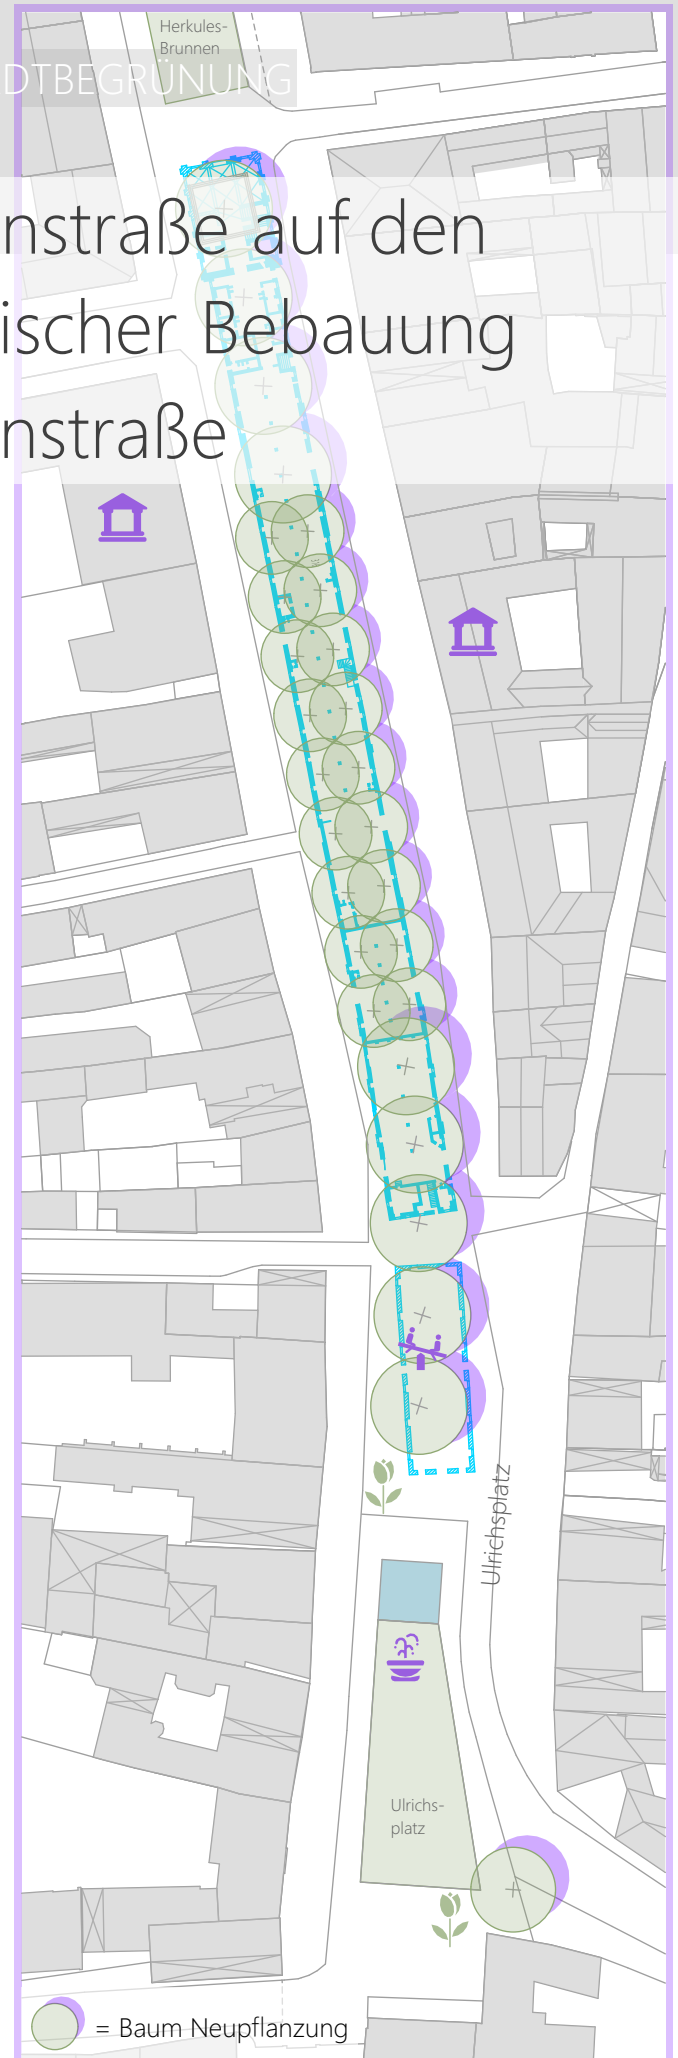 Herkules-
Brunnen
DTBEGRÜNUNG
nstraße auf den
ischer Bebauung
nstraße
Ulrichsplatz
Ulrichs-
platz
= Baum Neupflanzung